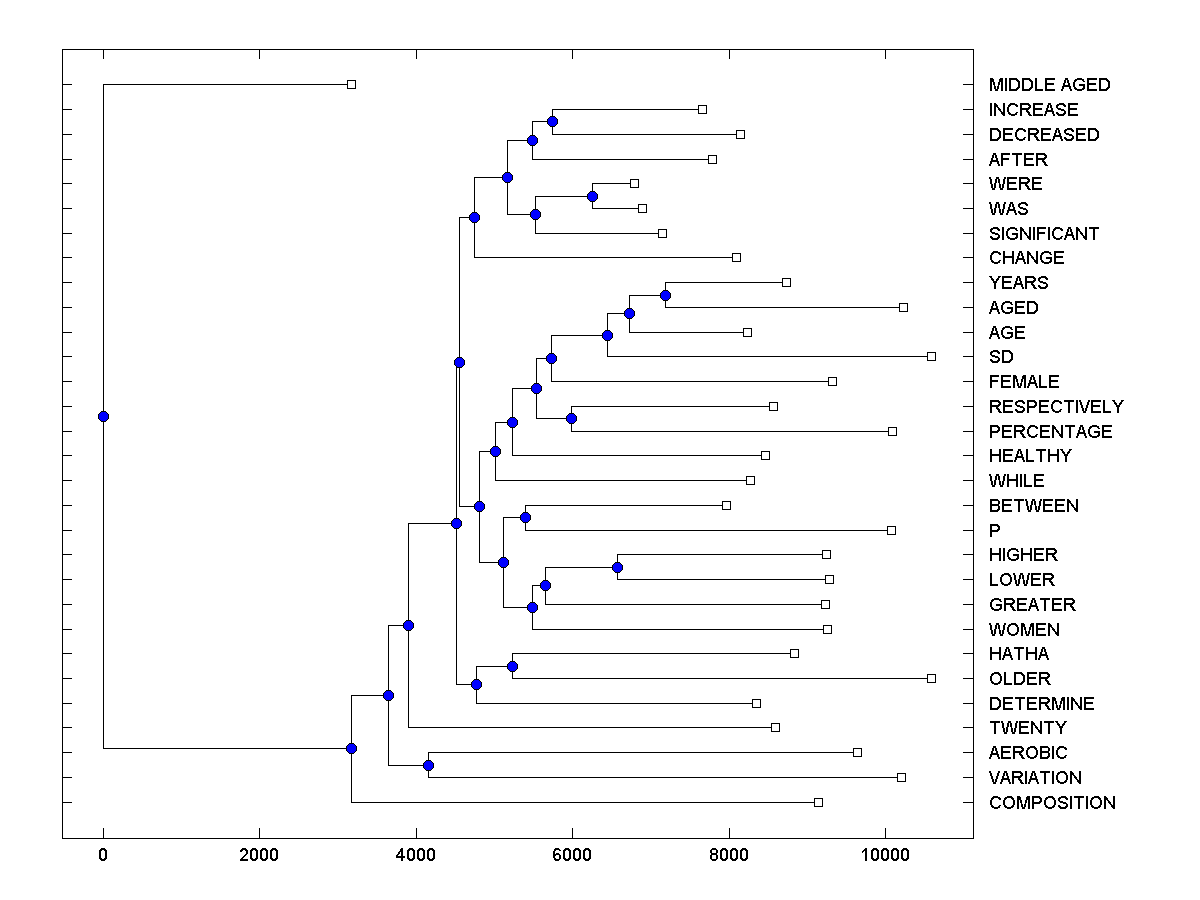 MIDDLE AGED
INCREASE
DECREASED
AFTER
WERE
WAS
SIGNIFICANT
CHANGE
YEARS
AGED
AGE
SD
FEMALE
RESPECTIVELY
PERCENTAGE
HEALTHY
WHILE
BETWEEN
P
HIGHER
LOWER
GREATER
WOMEN
HATHA
OLDER
DETERMINE
TWENTY
AEROBIC
VARIATION
COMPOSITION
0 2000 4000 6000 8000 10000